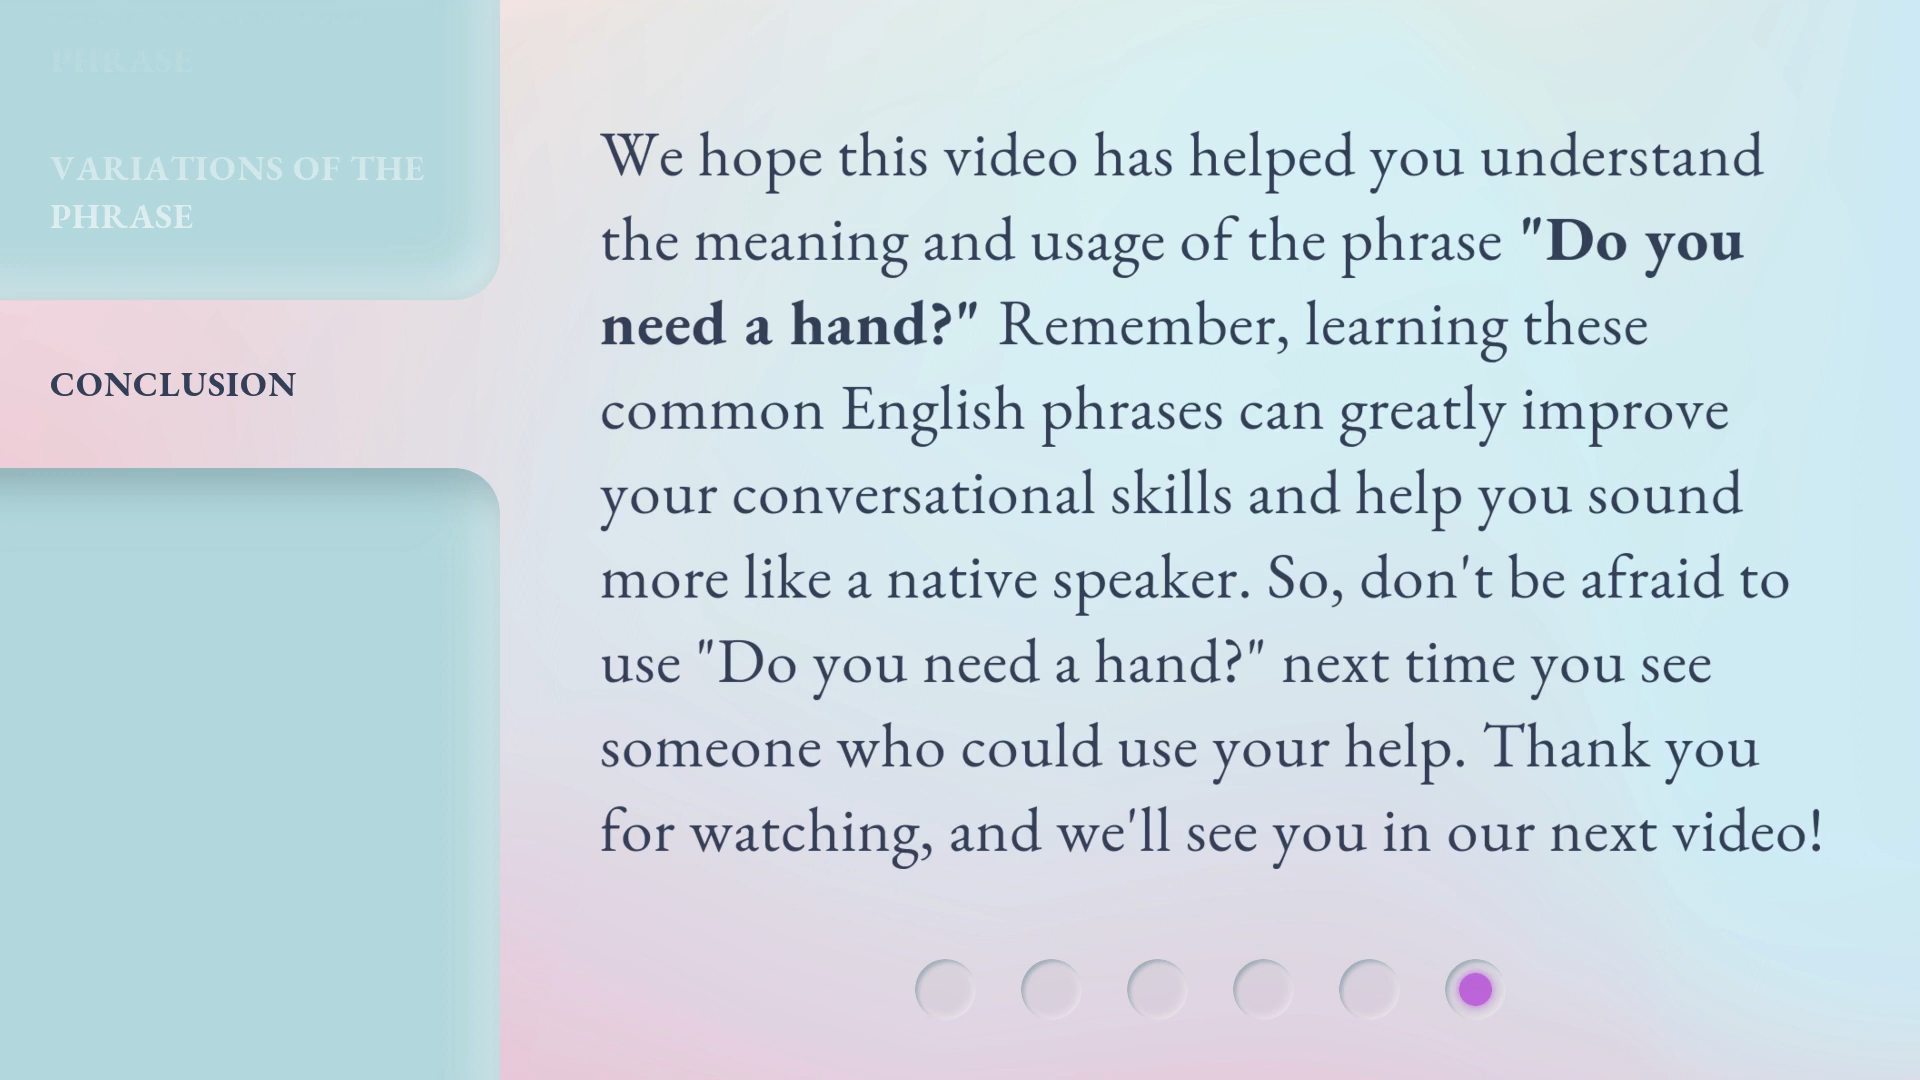 PHRASE
VARIATIONS OF THE
PHRASE
CONCLUSION
We hope this video has helped you understand
the meaning and usage of the phrase "Do you
need a hand?" Remember, learning these
common English phrases can greatly improve
your conversational skills and help you sound
more like a native speaker. So, don't be afraid to
use "Do you need a hand?" next time you see
someone who could use your help. Thank you
for watching, and we'll see you in our next video!